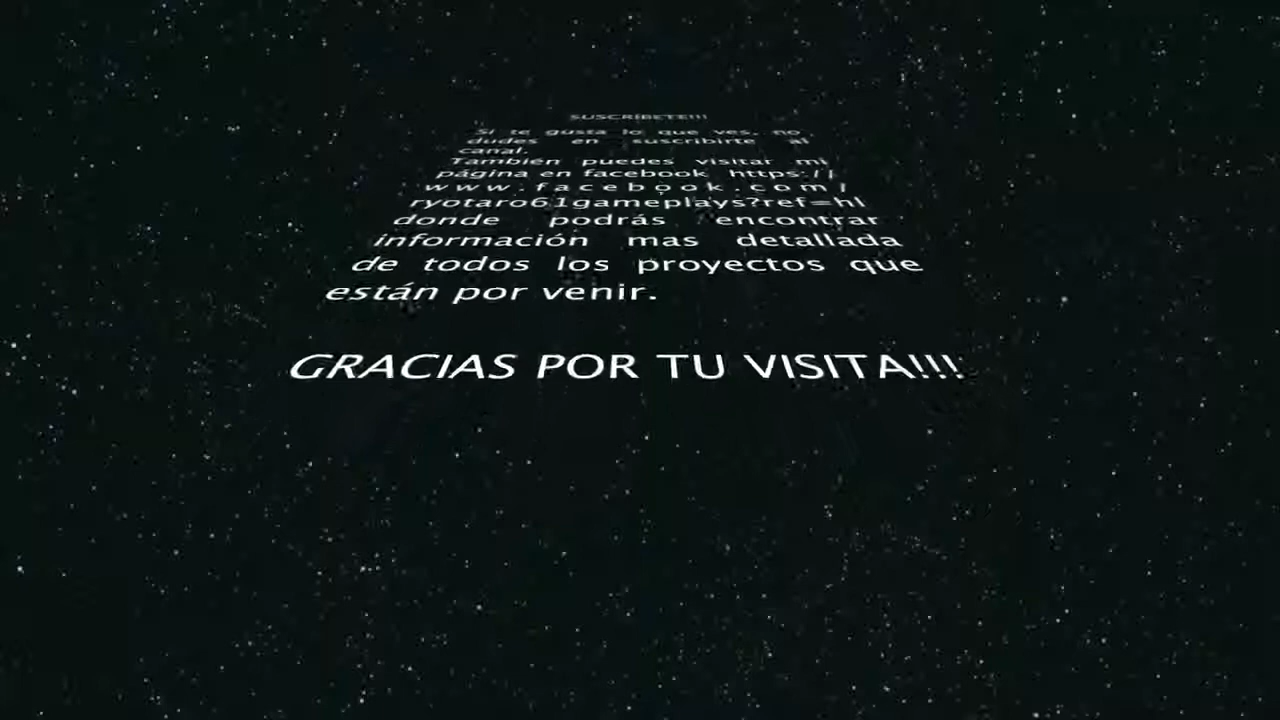 SUSCRIBETE!!!
Si te gusta lo que ves, no
dudes en suscribirte al
canal.
También puedes visitar mi
página en facebook https://
www.facebook.com/
ryotaro61gameplays?ref=hl
donde podrás encontrar
información mas detallada
de todos los proyectos que
están por venir.
GRACIAS POR TU VISITA!!!